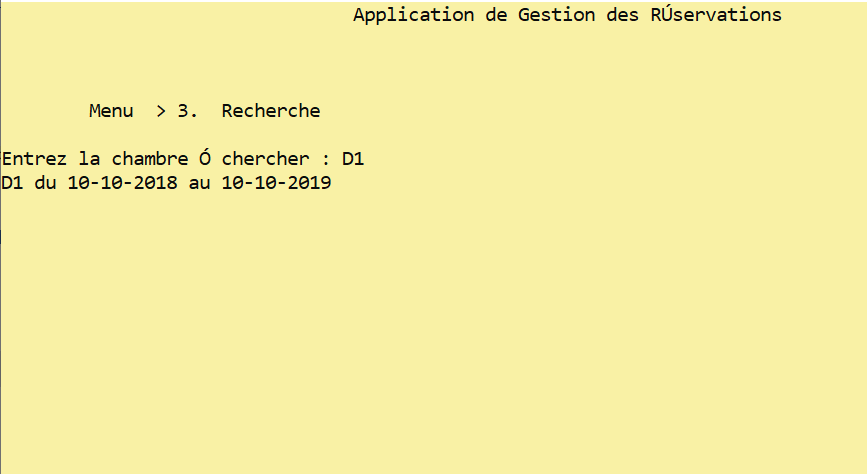 Application de Gestion des RÚservations
Menu > 3. Recherche
Entrez la chambre Ó chercher : D1
D1 du 10-10-2018 au 10-10-2019